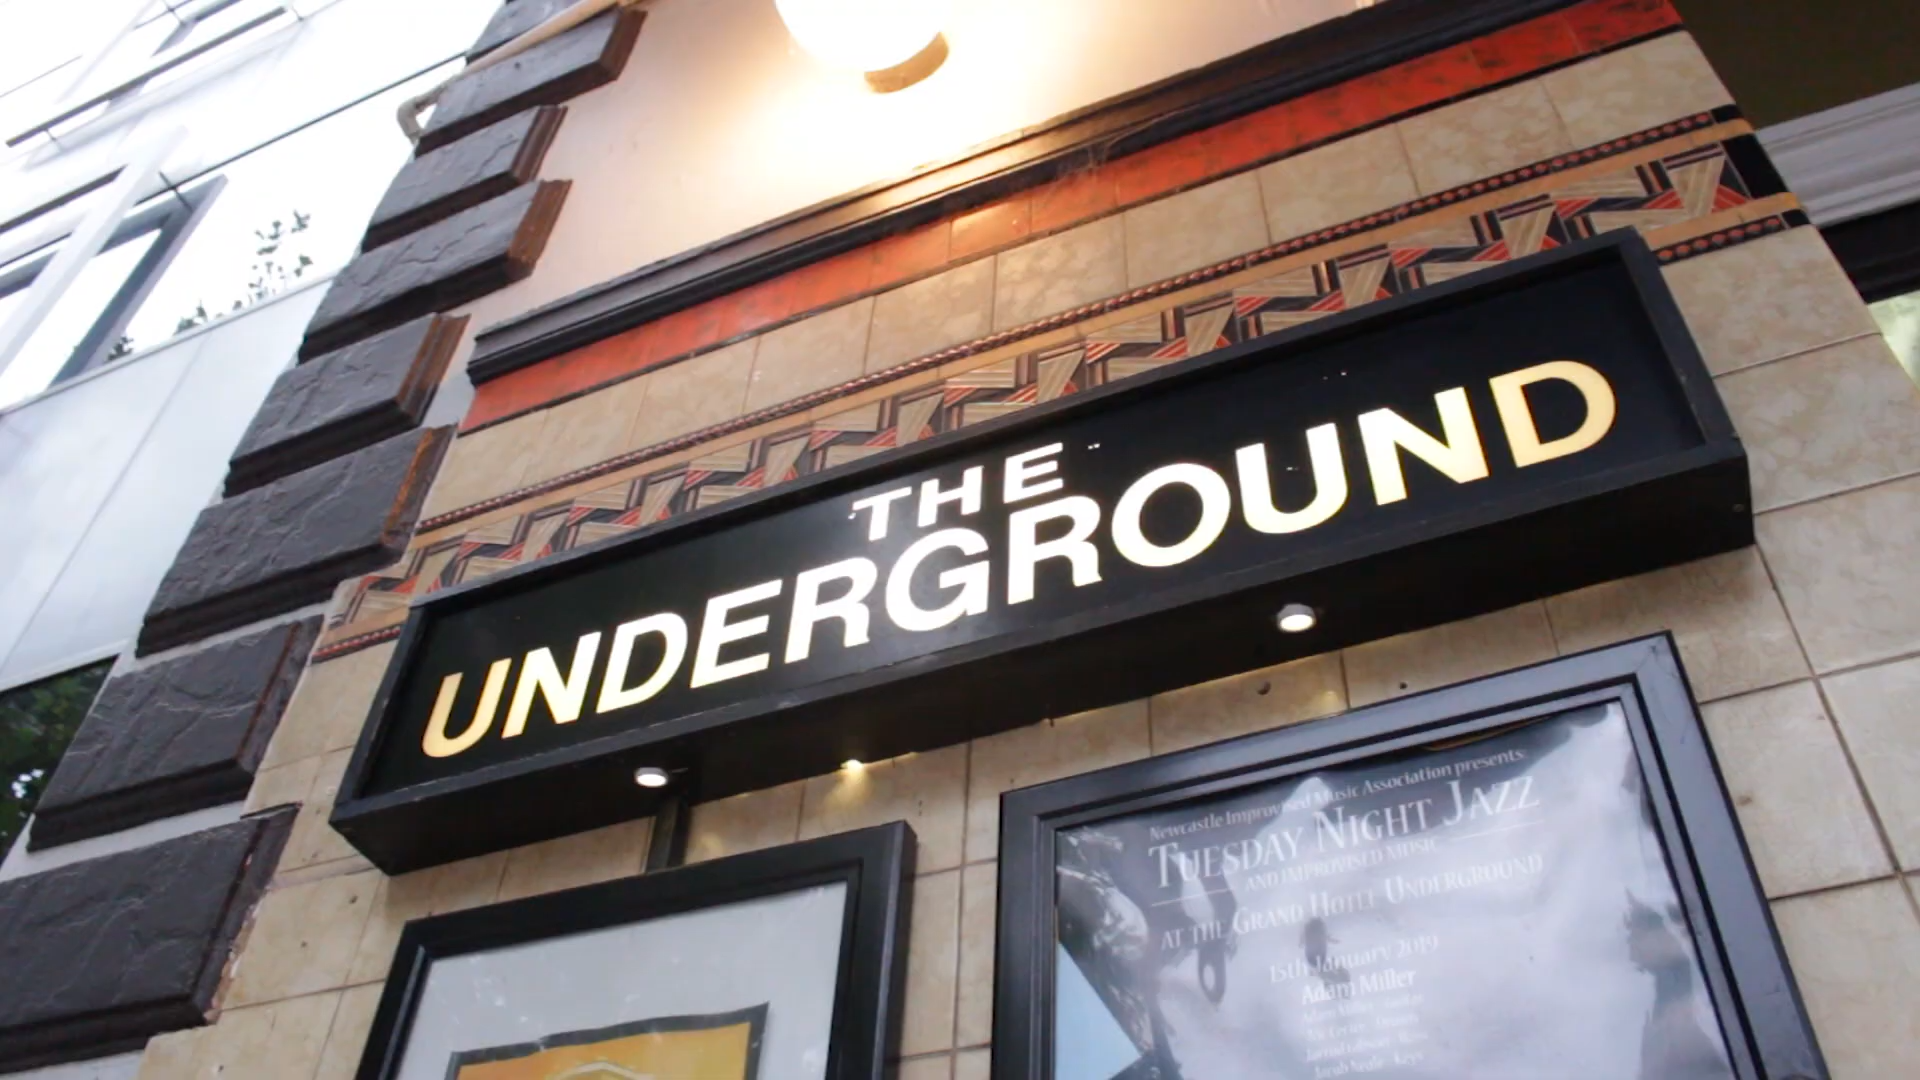 THE
UNDERGROUND
Newcastle Improvised Music Association presents:
TUESDAY NIGHT JAZZ
AND IMPROVISED MUSIC
AT THE GRAND HOTEL UNDERGROUND
15th January 2019
Adam Miller